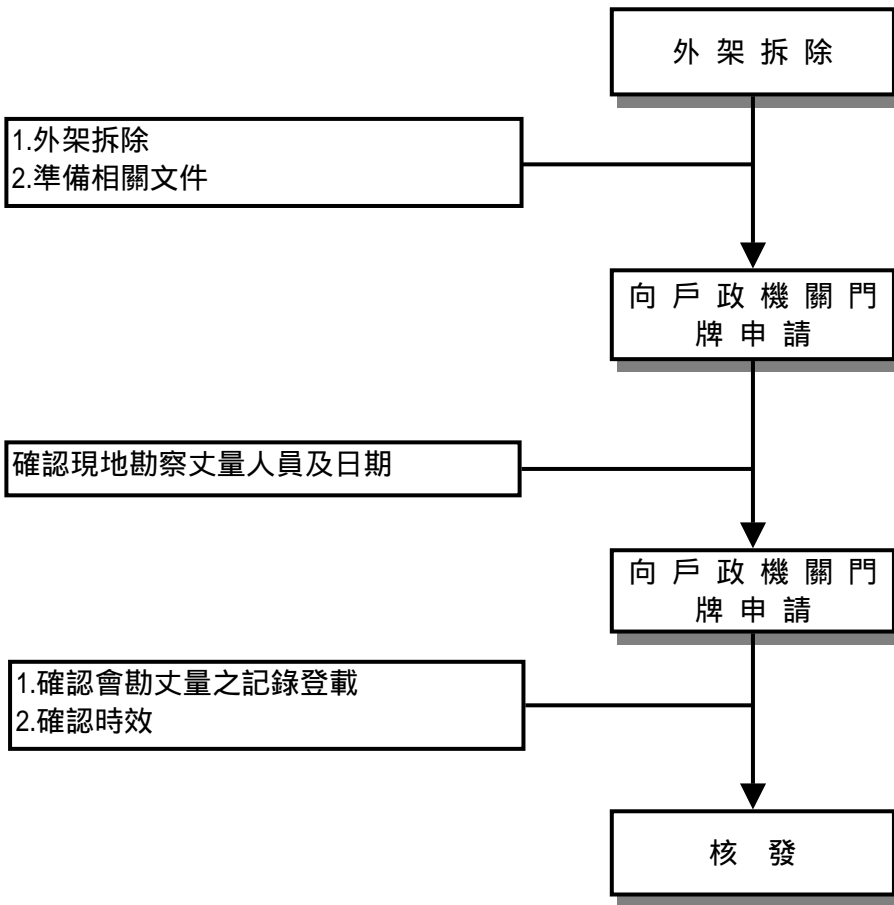 外架拆除
1.外架拆除
2.準備相關文件
向戶政機關門
牌申請
確認現地勘察丈量人員及日期
向戶政機關門
牌申請
1.確認會勘丈量之記錄登載
2.確認時效
核發